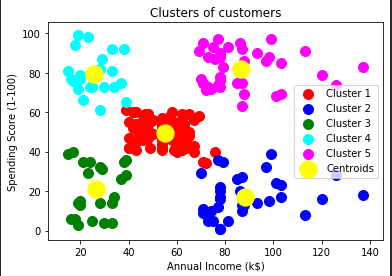 Clusters of customers
100
80
60
40
20
0
Spending Score (1-100)
Cluster 1
Cluster 2
Cluster 3
Cluster 4
Cluster 5
Centroids
20 40 60 80 100 120 140
Annual Income (k$)